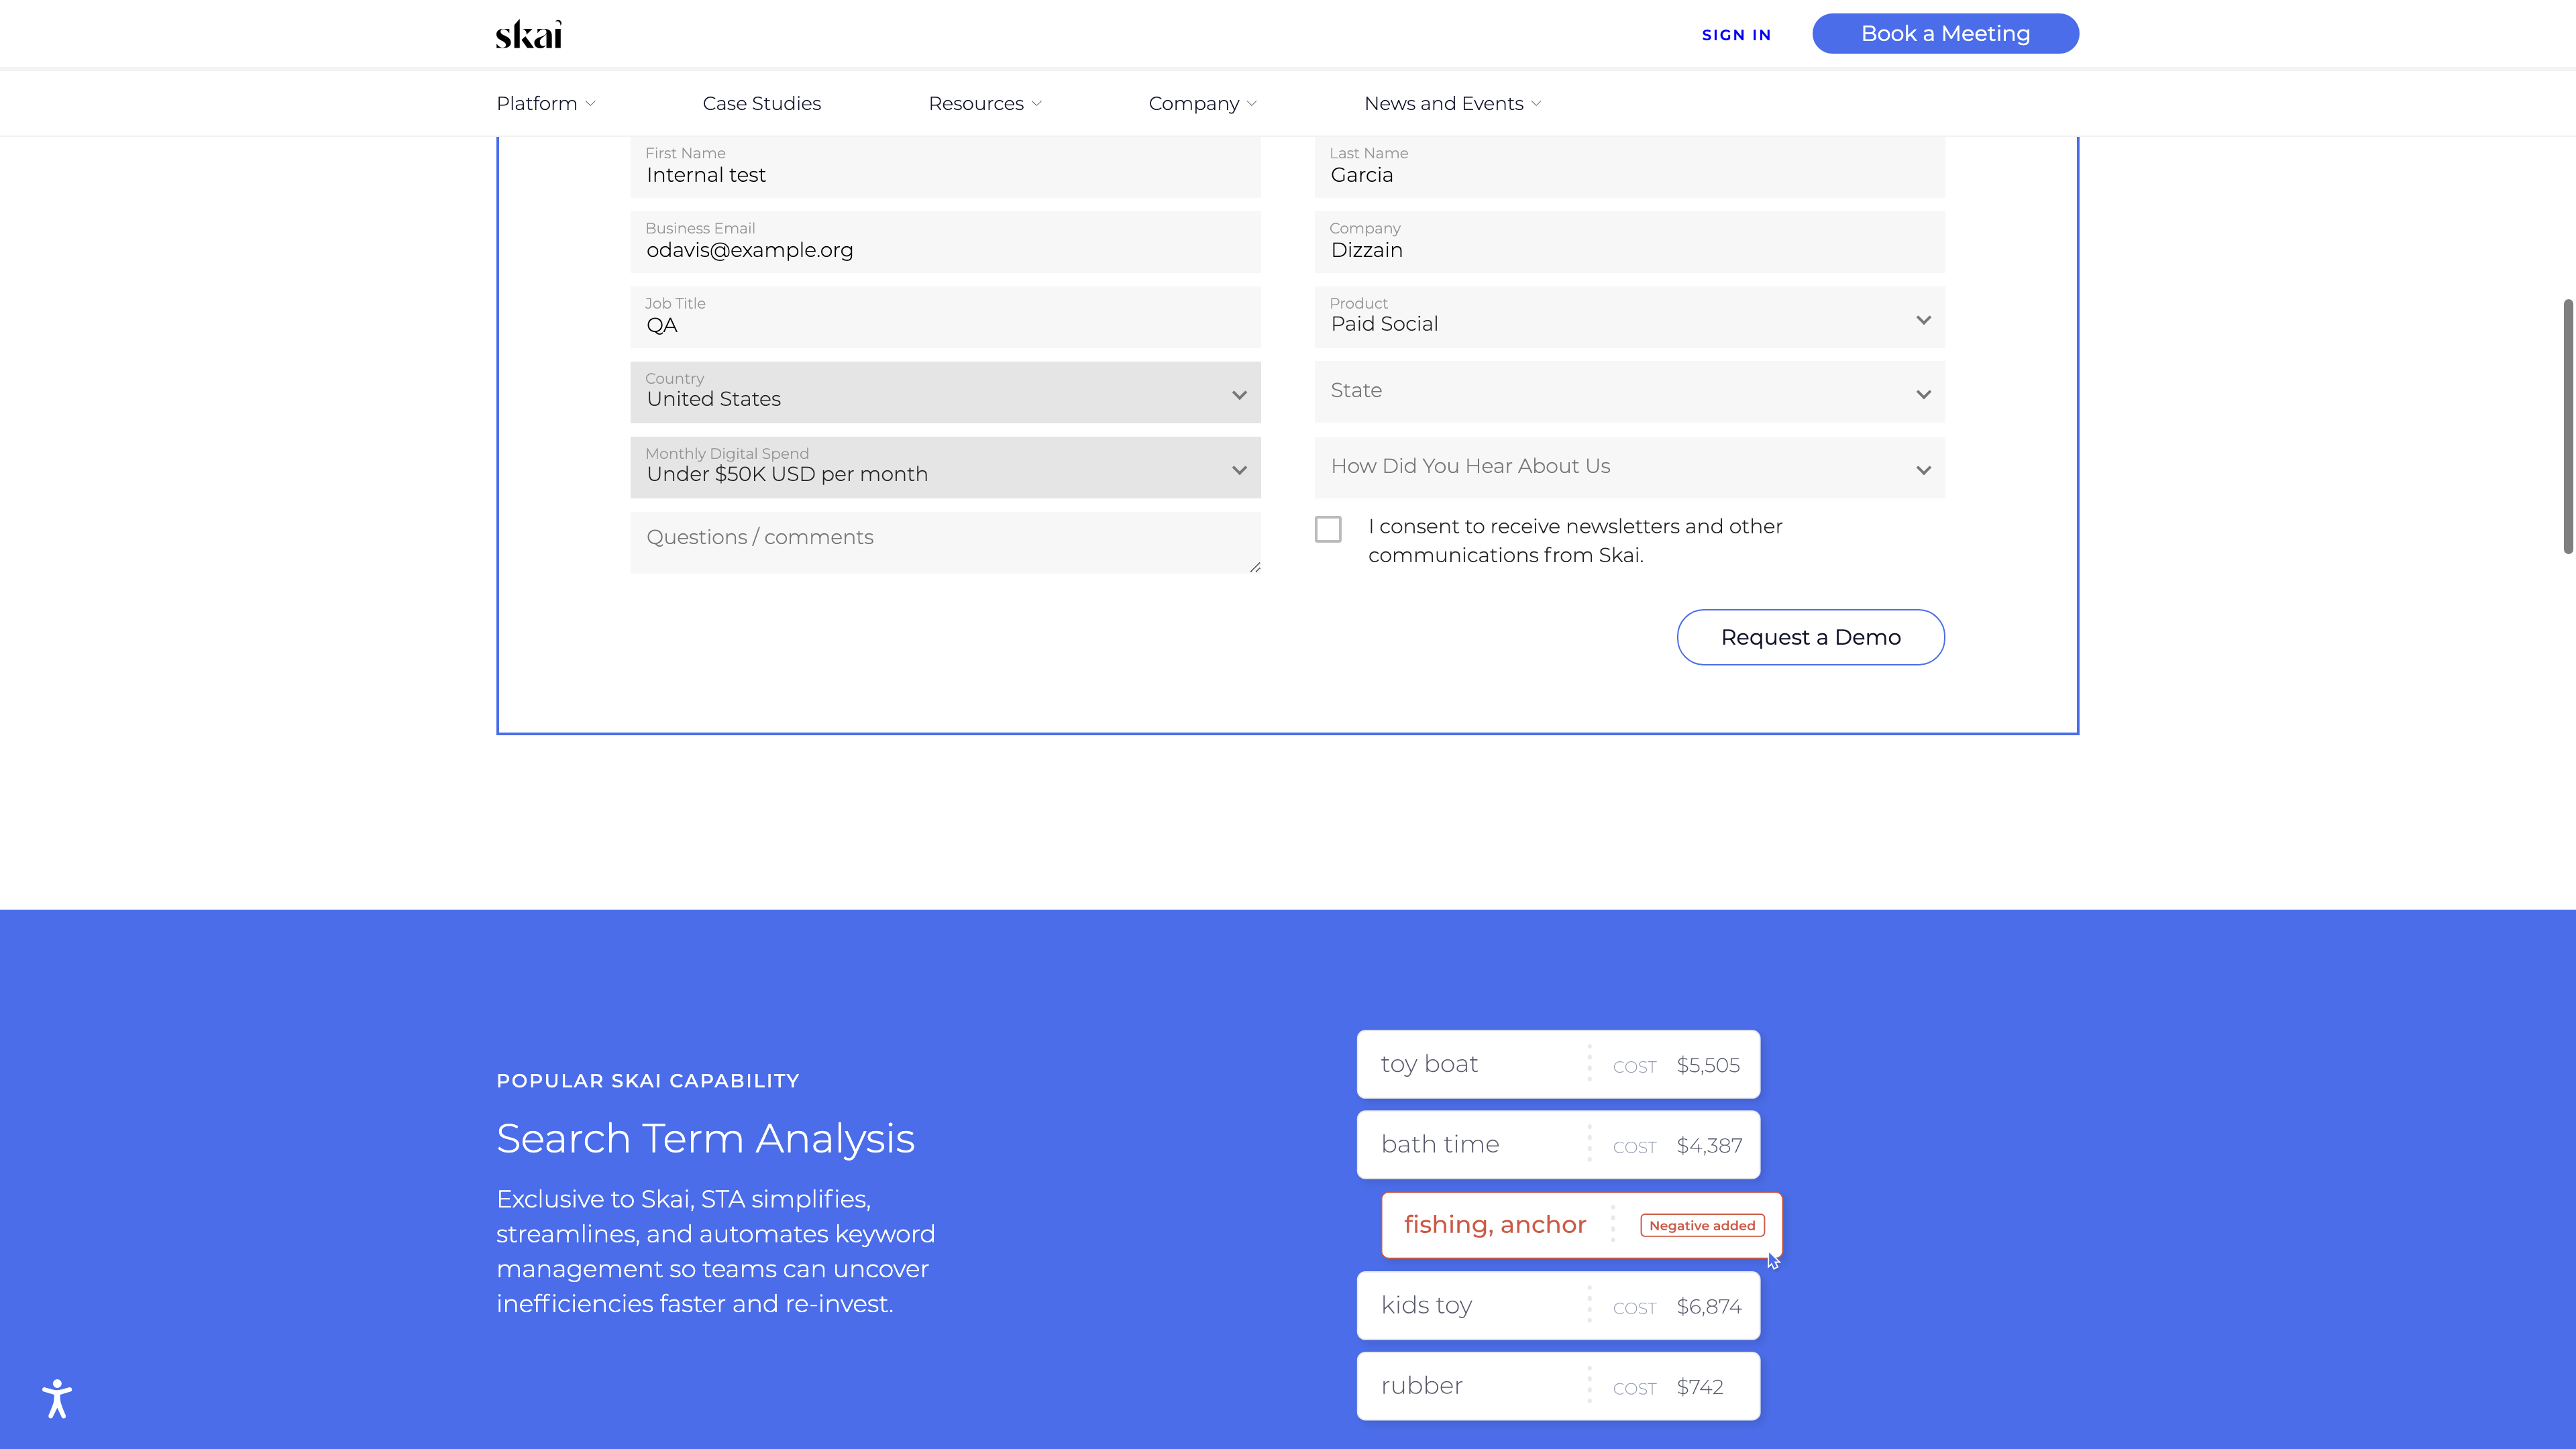 skai
SIGN IN
Book a Meeting
Platform
Case Studies
Resources
Company
News and Events
First Name
Internal test
Last Name
Garcia
Business Email
odavis@example.org
Company
Dizzain
Job Title
QA
Product
Paid Social
Country
United States
State
Monthly Digital Spend
Under $50K USD per month
How Did You Hear About Us
Questions / comments
I consent to receive newsletters and other
communications from Skai.
Request a Demo
POPULAR SKAI CAPABILITY
Search Term Analysis
Exclusive to Skai, STA simplifies,
streamlines, and automates keyword
management so teams can uncover
inefficiencies faster and re-invest.
toy boat COST $5,505
bath time COST $4,387
fishing, anchor Negative added
kids toy COST $6,874
rubber COST $742